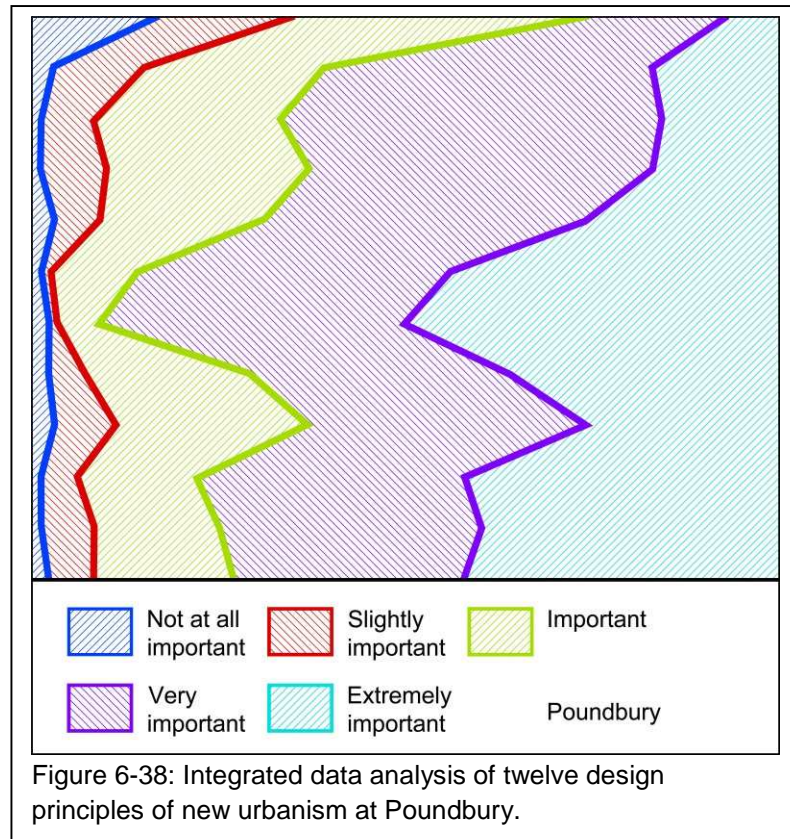 Not at all
important
Slightly
important
Important
Very
important
Extremely
important
Poundbury
Figure 6-38: Integrated data analysis of twelve design
principles of new urbanism at Poundbury.